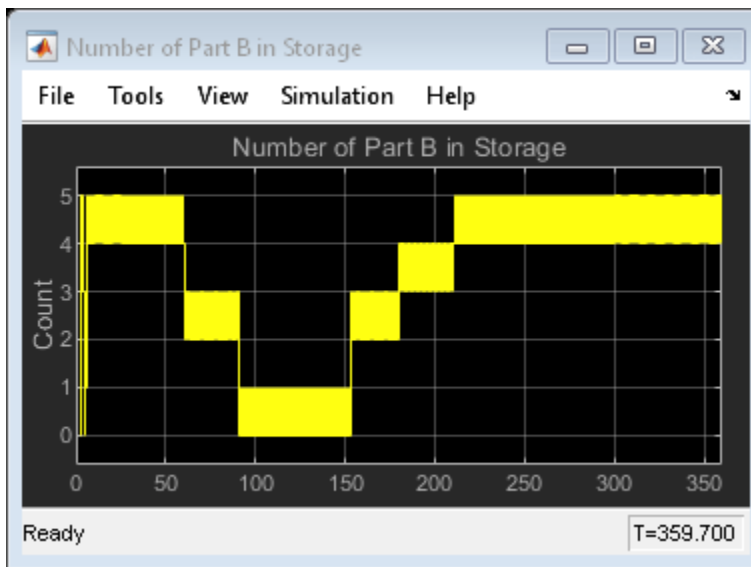 Number of Part B in Storage
File Tools View Simulation Help
Number of Part B in Storage
5
4
3
2
1
0
Count
0 50 100 150 200 250 300 350
Ready T=359.700